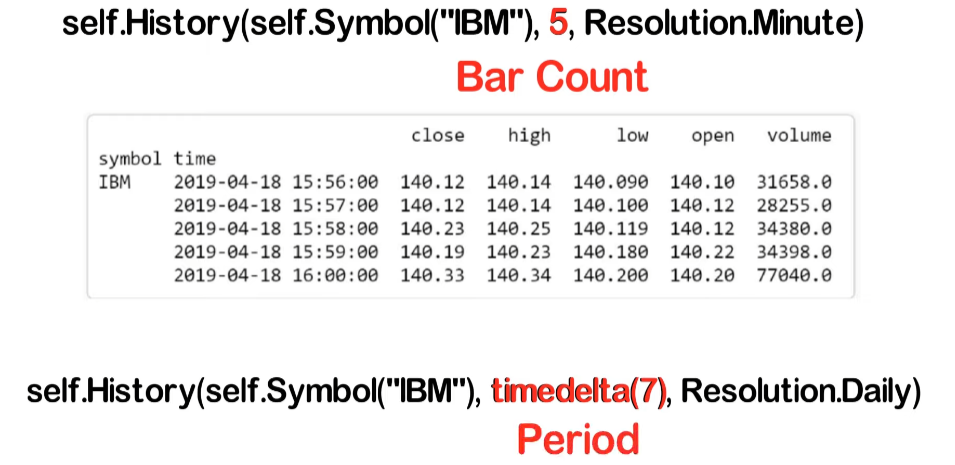 self.History(self.Symbol("IBM"), 5, Resolution.Minute)
Bar Count
close high low open volume
symbol time
IBM 2019-04-18 15:56:00 140.12 140.14 140.090 140.10 31658.0
2019-04-18 15:57:00 140.12 140.14 140.100 140.12 28255.0
2019-04-18 15:58:00 140.23 140.25 140.119 140.12 34380.0
2019-04-18 15:59:00 140.19 140.23 140.180 140.22 34398.0
2019-04-18 16:00:00 140.33 140.34 140.200 140.20 77040.0
self.History(self.Symbol("IBM"), timedelta(7), Resolution.Daily)
Period